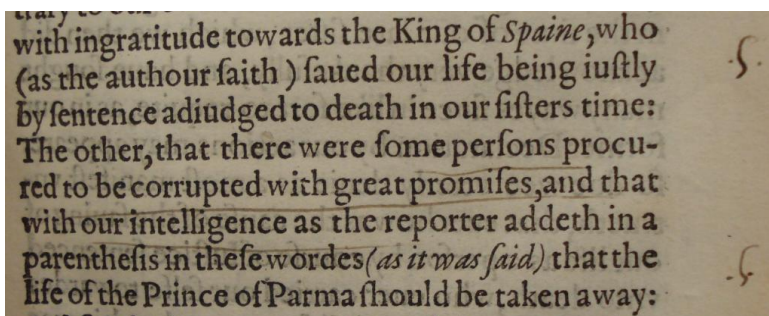 with ingratitude towards the King of Spaine, who
(as the authour ſaith ) ſaued our life being iuſtly
by ſentence adiudged to death in our ſiſters time:
The other, that there were ſome perſons procu-
red to be corrupted with great promiſes, and that
with our intelligence as the reporter addeth in a
parentheſis in theſe wordes (as it was ſaid) that the
life of the Prince of Parma ſhould be taken away: